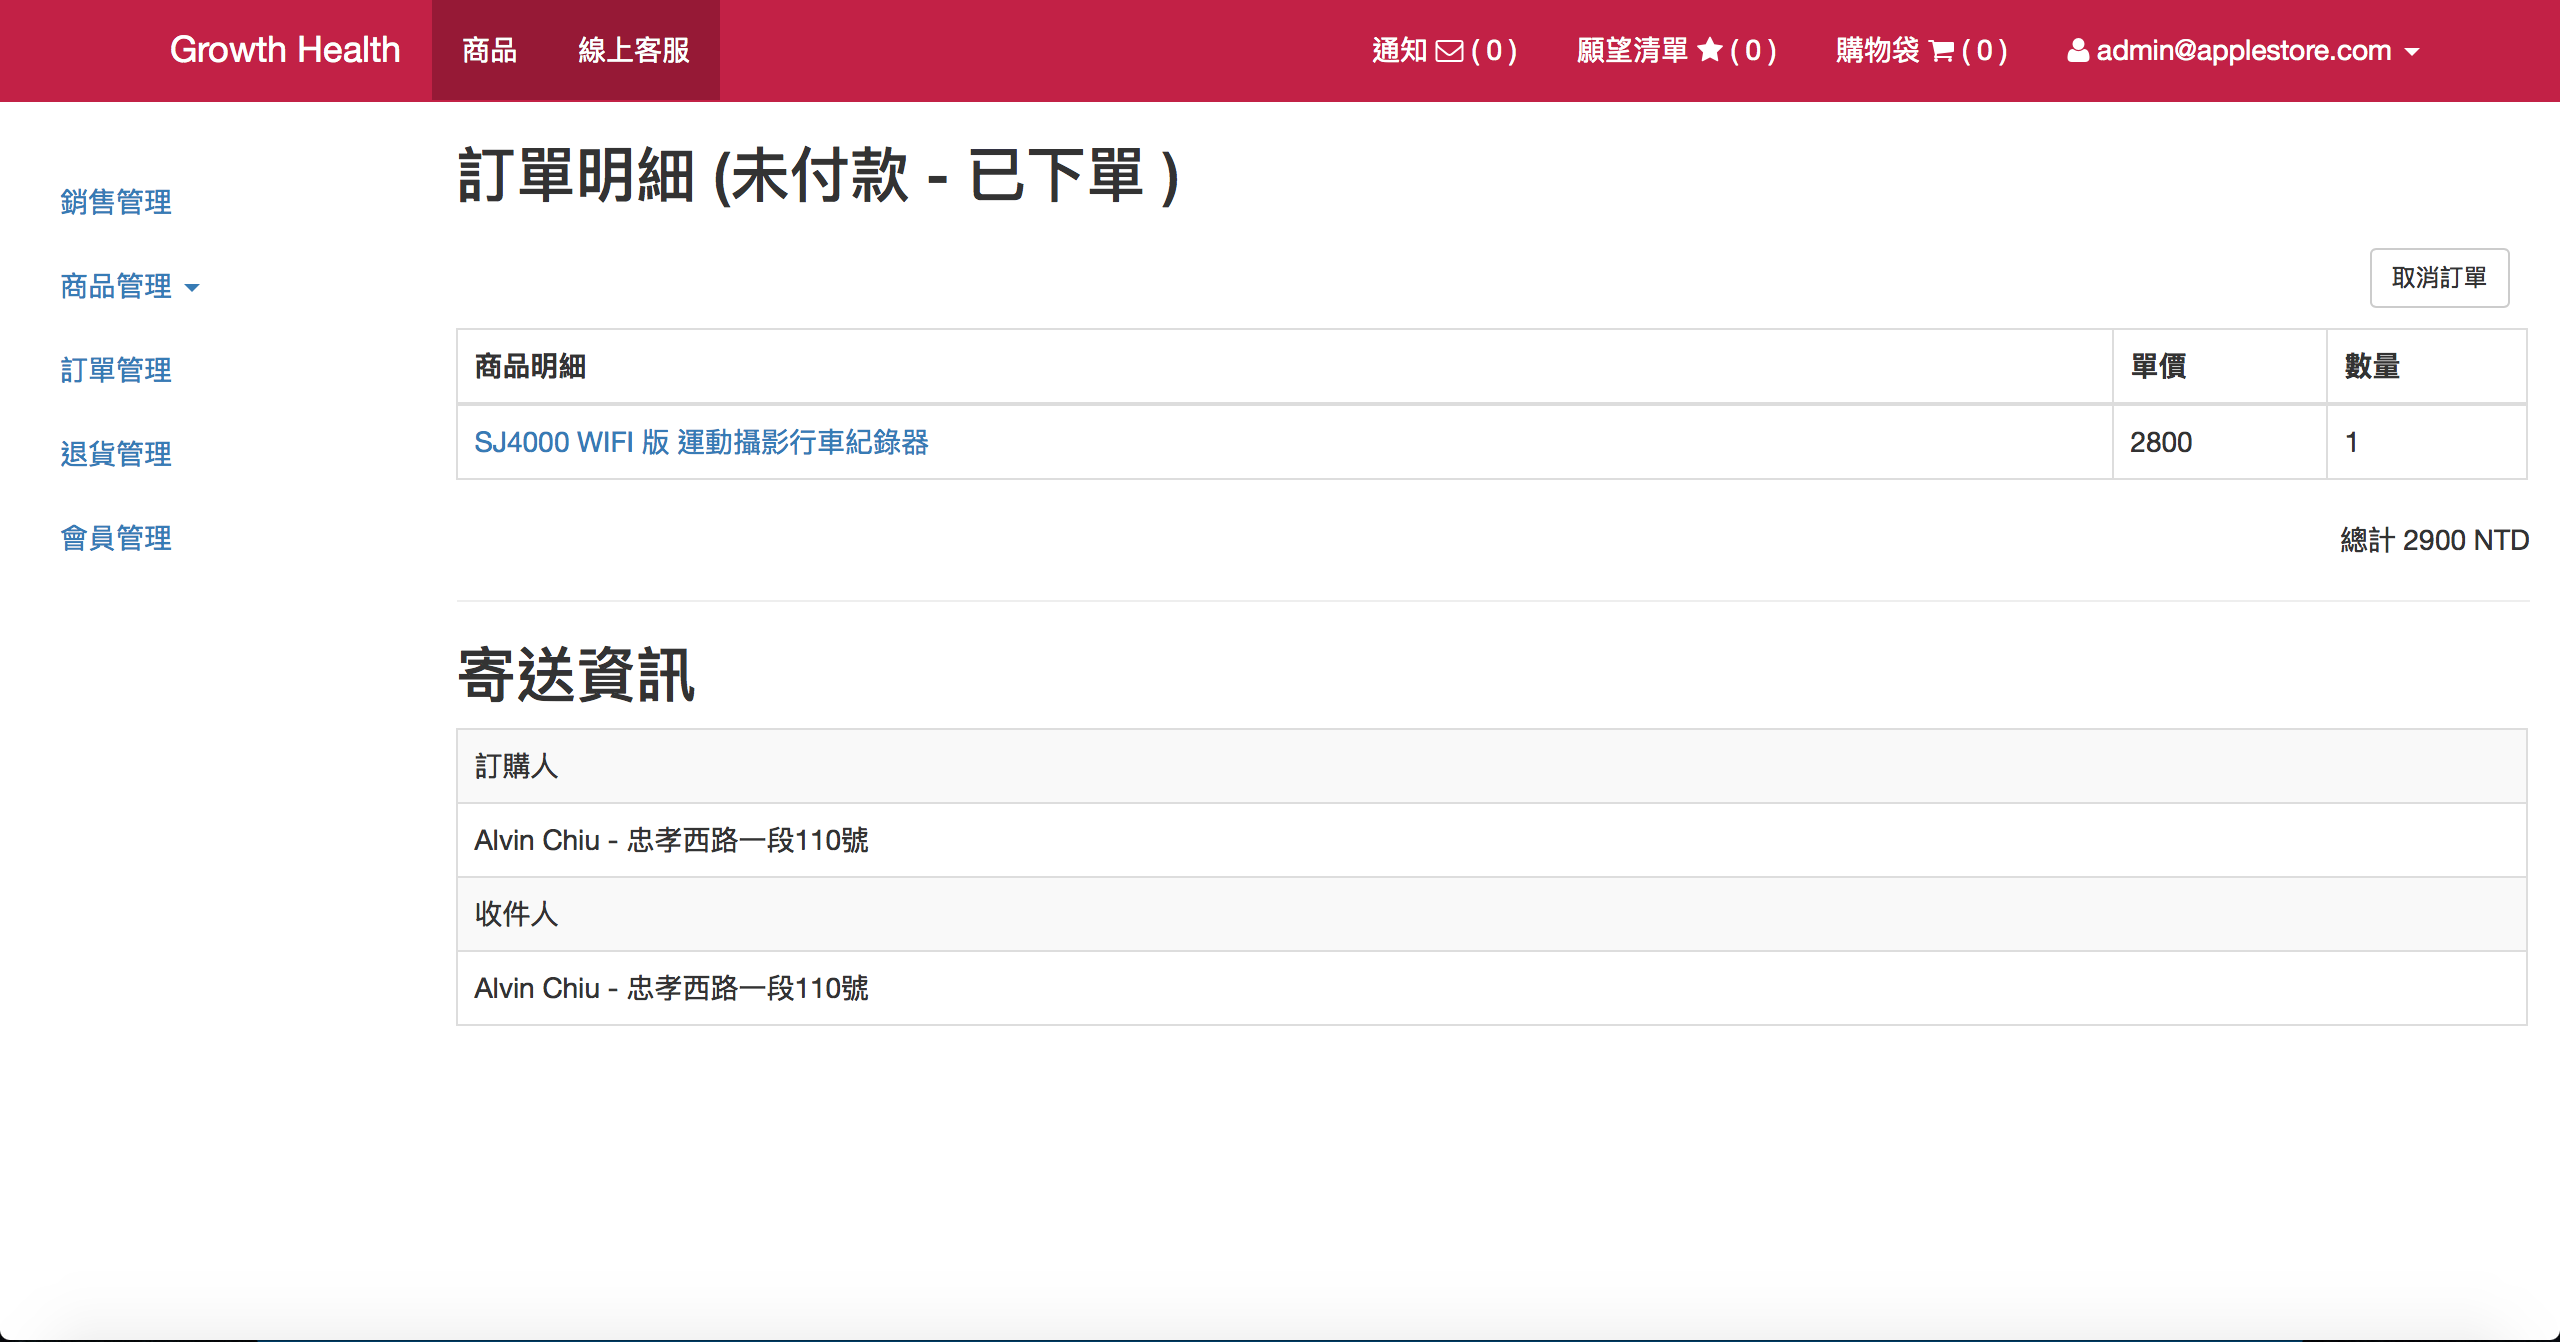 Growth Health 商品 線上客服 通知 ( 0 ) 願望清單 ( 0 ) 購物袋 ( 0 ) admin@applestore.com
銷售管理
商品管理
訂單管理
退貨管理
會員管理
訂單明細 (未付款 - 已下單 )
取消訂單
商品明細 單價 數量
SJ4000 WIFI 版 運動攝影行車紀錄器 2800 1
總計 2900 NTD
寄送資訊
訂購人
Alvin Chiu - 忠孝西路一段110號
收件人
Alvin Chiu - 忠孝西路一段110號